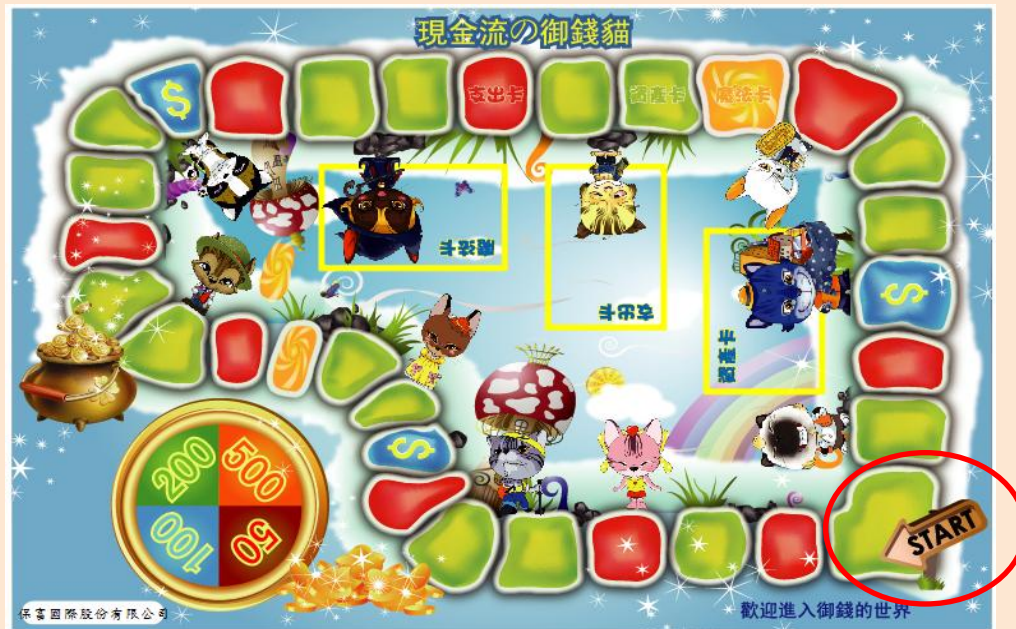 現金流の御錢貓
$
支出卡
資產卡
魔法卡
魔法卡
支出卡
資產卡
$
$
200
500
100
50
START
保富國際股份有限公司
歡迎進入御錢的世界